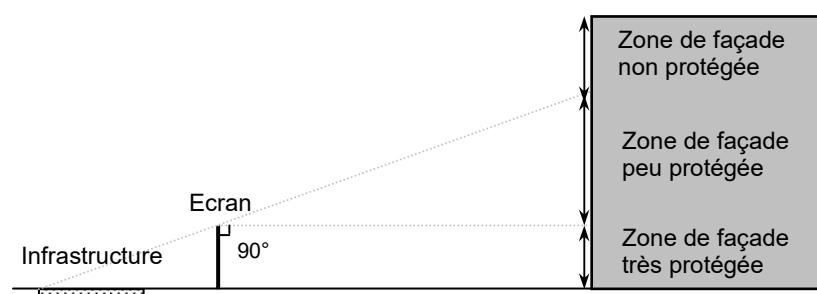 Zone de façade
non protégée
Zone de façade
peu protégée
Ecran
Infrastructure
90°
Zone de façade
très protégée